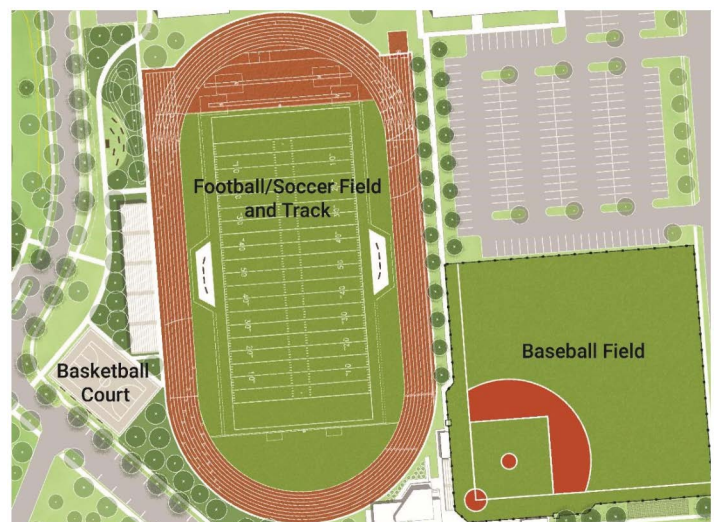 Football/Soccer Field
and Track
Basketball
Court
Baseball Field